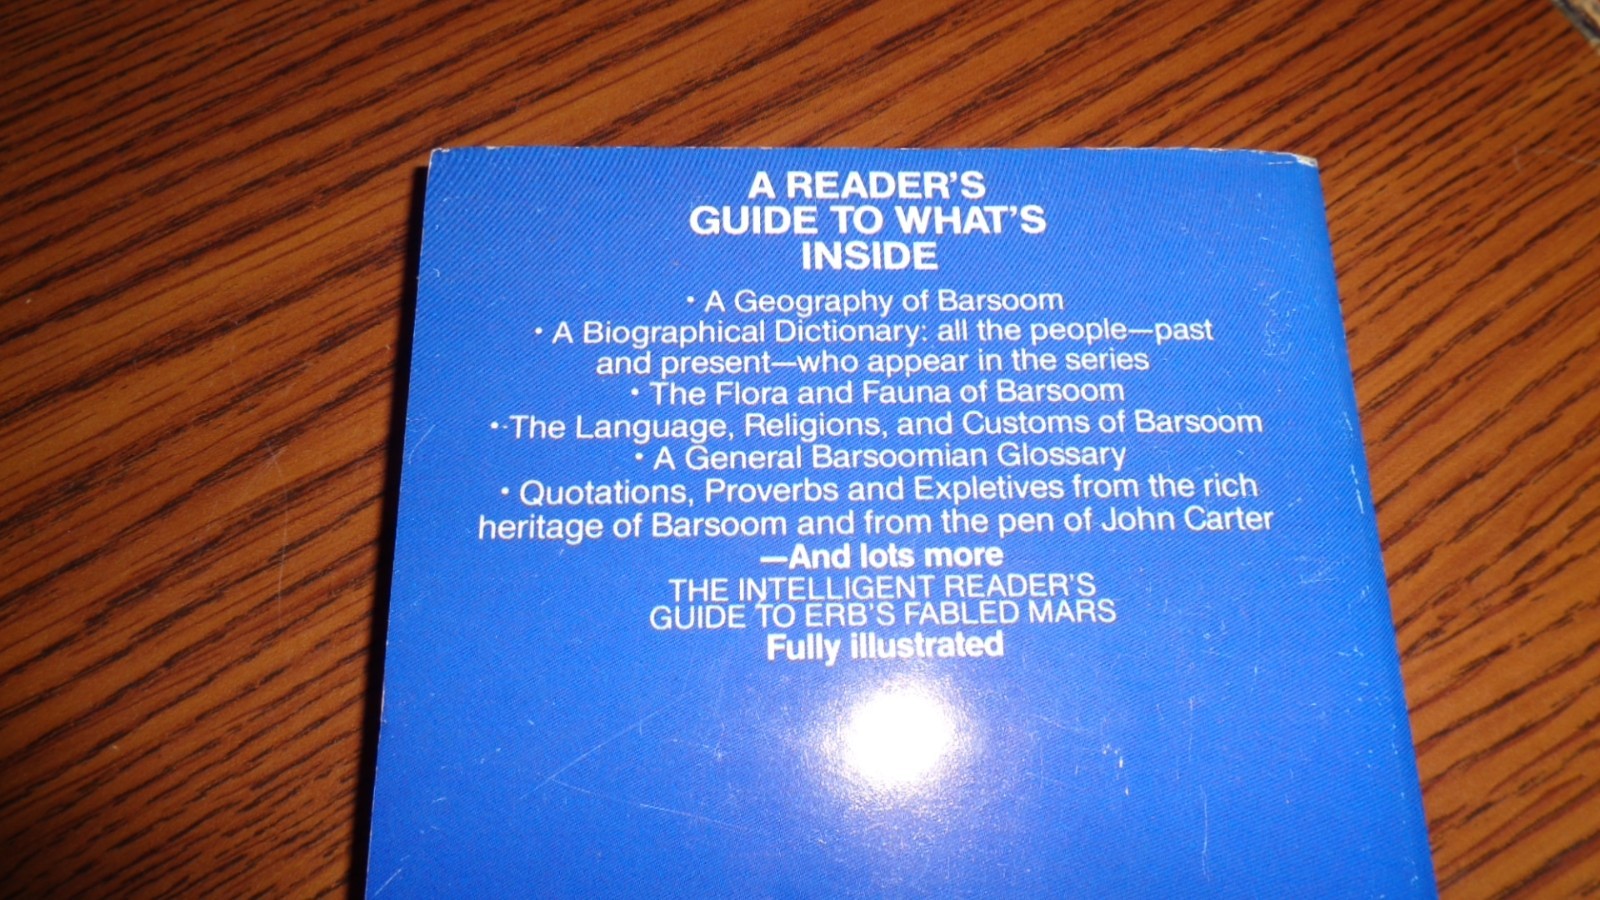 A READER'S
GUIDE TO WHAT'S
INSIDE
• A Geography of Barsoom
• A Biographical Dictionary: all the people—past
and present—who appear in the series
• The Flora and Fauna of Barsoom
• The Language, Religions, and Customs of Barsoom
• A General Barsoomian Glossary
• Quotations, Proverbs and Expletives from the rich
heritage of Barsoom and from the pen of John Carter
—And lots more
THE INTELLIGENT READER'S
GUIDE TO ERB'S FABLED MARS
Fully illustrated